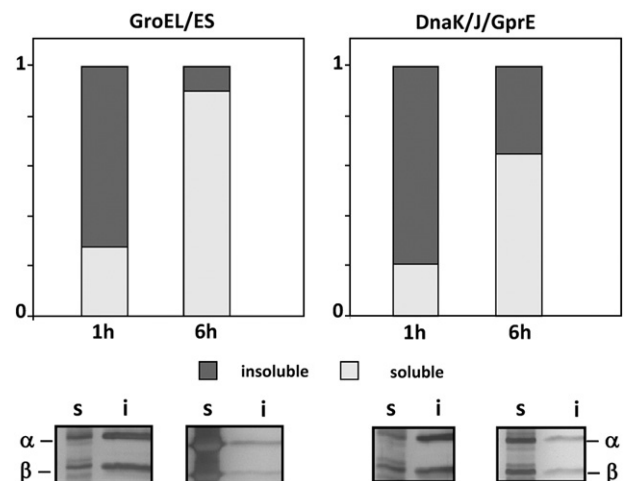 GroEL/ES DnaK/J/GprE
1 1
0 0
1h 6h 1h 6h
insoluble soluble
s i s i s i s i
α – – α
β – – β